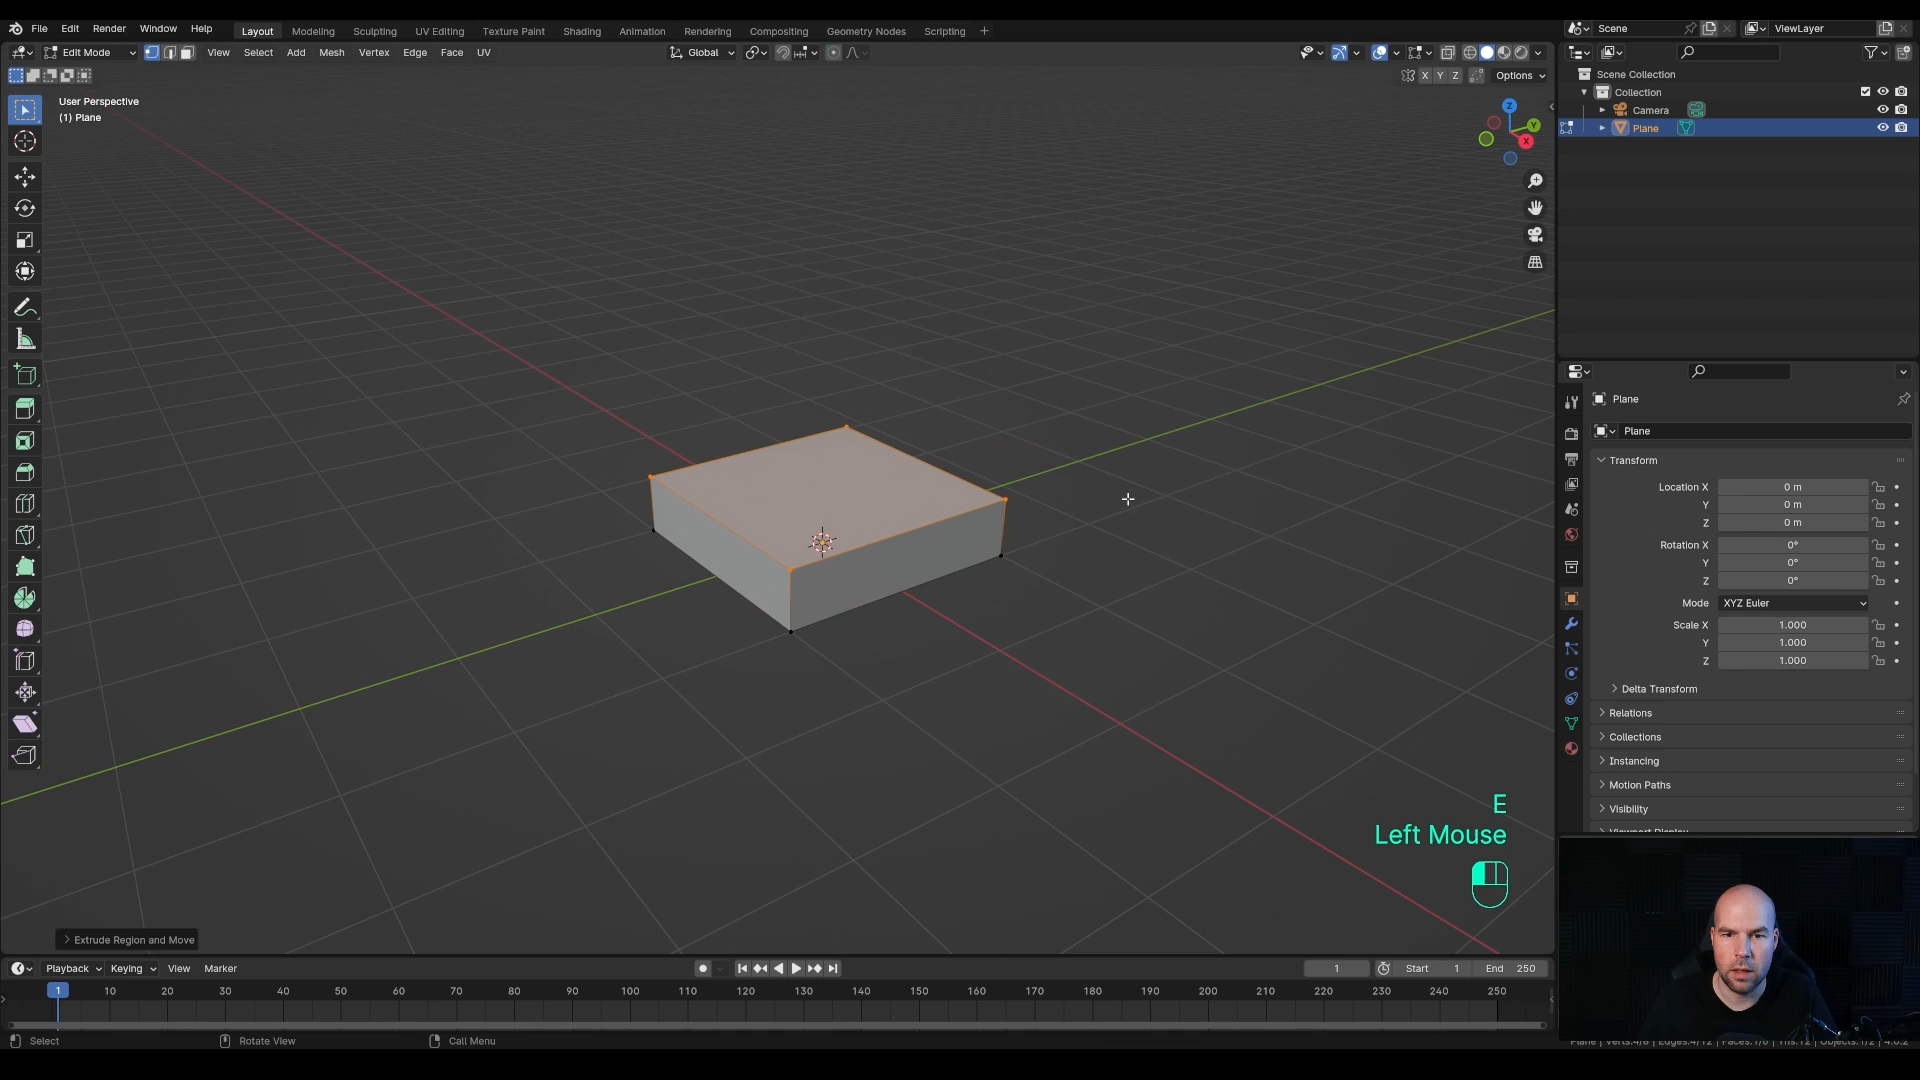 File Edit Render Window Help Layout Modeling Sculpting UV Editing Texture Paint Shading Animation Rendering Compositing Geometry Nodes Scripting + Scene ViewLayer
Edit Mode View Select Add Mesh Vertex Edge Face UV Global
X Y Z Options
User Perspective
(1) Plane
Z
Y
X
Scene Collection
Collection
Camera
Plane
Plane
Plane
Transform
Location X 0 m
Y 0 m
Z 0 m
Rotation X 0°
Y 0°
Z 0°
Mode XYZ Euler
Scale X 1.000
Y 1.000
Z 1.000
Delta Transform
Relations
Collections
Instancing
Motion Paths
Visibility
Viewport Display
E
Left Mouse
Extrude Region and Move
Playback Keying View Marker 1 Start 1 End 250
1 10 20 30 40 50 60 70 80 90 100 110 120 130 140 150 160 170 180 190 200 210 220 230 240 250
Select Rotate View Call Menu